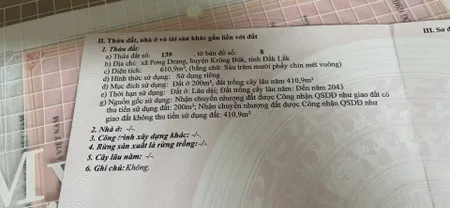 II. Thửa đất, nhà ở và tài sản khác gắn liền với đất
III. Sơ đ
1. Thửa đất:
a) Thửa đất số: 139 , tờ bản đồ số: 8
b) Địa chỉ: xã Pơng Drang, huyện Krông Búk, tỉnh Đắk Lắk
c) Diện tích: 610,9m², (bằng chữ: Sáu trăm mười phẩy chín mét vuông)
d) Hình thức sử dụng: Sử dụng riêng
đ) Mục đích sử dụng: Đất ở 200m², đất trồng cây lâu năm 410,9m²
e) Thời hạn sử dụng: Đất ở: Lâu dài; Đất trồng cây lâu năm: Đến năm 2043
g) Nguồn gốc sử dụng: Nhận chuyển nhượng đất được Công nhận QSDĐ như giao đất có
thu tiền sử dụng đất: 200m²; Nhận chuyển nhượng đất được Công nhận QSDĐ như
giao đất không thu tiền sử dụng đất: 410.9m²
2. Nhà ở: -/-.
3. Công trình xây dựng khác: -/-.
4. Rừng sản xuất là rừng trồng: -/-.
5. Cây lâu năm: -/-.
6. Ghi chú: Không.